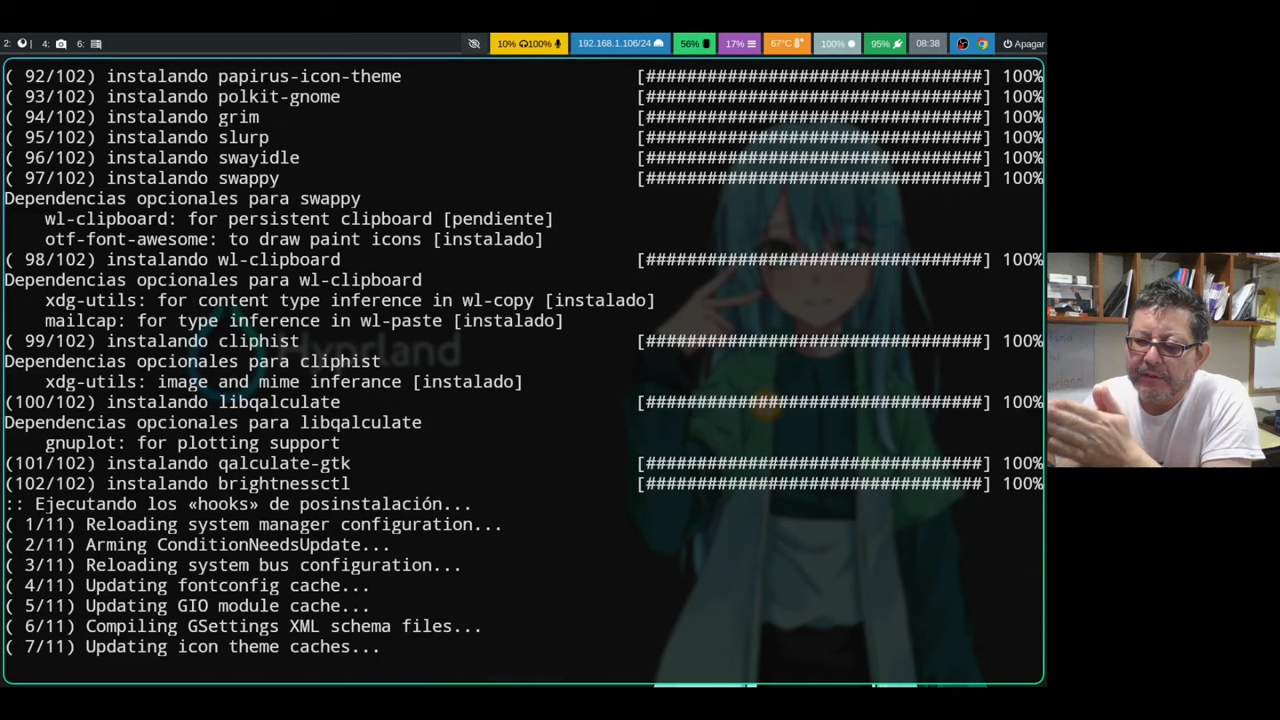 2: | 4: 6: 10% 100% 192.168.1.106/24 56% 17% 67°C 100% 95% 08:38 Apagar
( 92/102) instalando papirus-icon-theme [#################################] 100%
( 93/102) instalando polkit-gnome [#################################] 100%
( 94/102) instalando grim [#################################] 100%
( 95/102) instalando slurp [#################################] 100%
( 96/102) instalando swayidle [#################################] 100%
( 97/102) instalando swappy [#################################] 100%
Dependencias opcionales para swappy
wl-clipboard: for persistent clipboard [pendiente]
otf-font-awesome: to draw paint icons [instalado]
( 98/102) instalando wl-clipboard [#################################] 100%
Dependencias opcionales para wl-clipboard
xdg-utils: for content type inference in wl-copy [instalado]
mailcap: for type inference in wl-paste [instalado]
( 99/102) instalando cliphist [#################################] 100%
Hyprland
Dependencias opcionales para cliphist
xdg-utils: image and mime inferance [instalado]
(100/102) instalando libqalculate [#################################] 100%
Dependencias opcionales para libqalculate
gnuplot: for plotting support
(101/102) instalando qalculate-gtk [#################################] 100%
(102/102) instalando brightnessctl [#################################] 100%
:: Ejecutando los «hooks» de posinstalación...
( 1/11) Reloading system manager configuration...
( 2/11) Arming ConditionNeedsUpdate...
( 3/11) Reloading system bus configuration...
( 4/11) Updating fontconfig cache...
( 5/11) Updating GIO module cache...
( 6/11) Compiling GSettings XML schema files...
( 7/11) Updating icon theme caches...